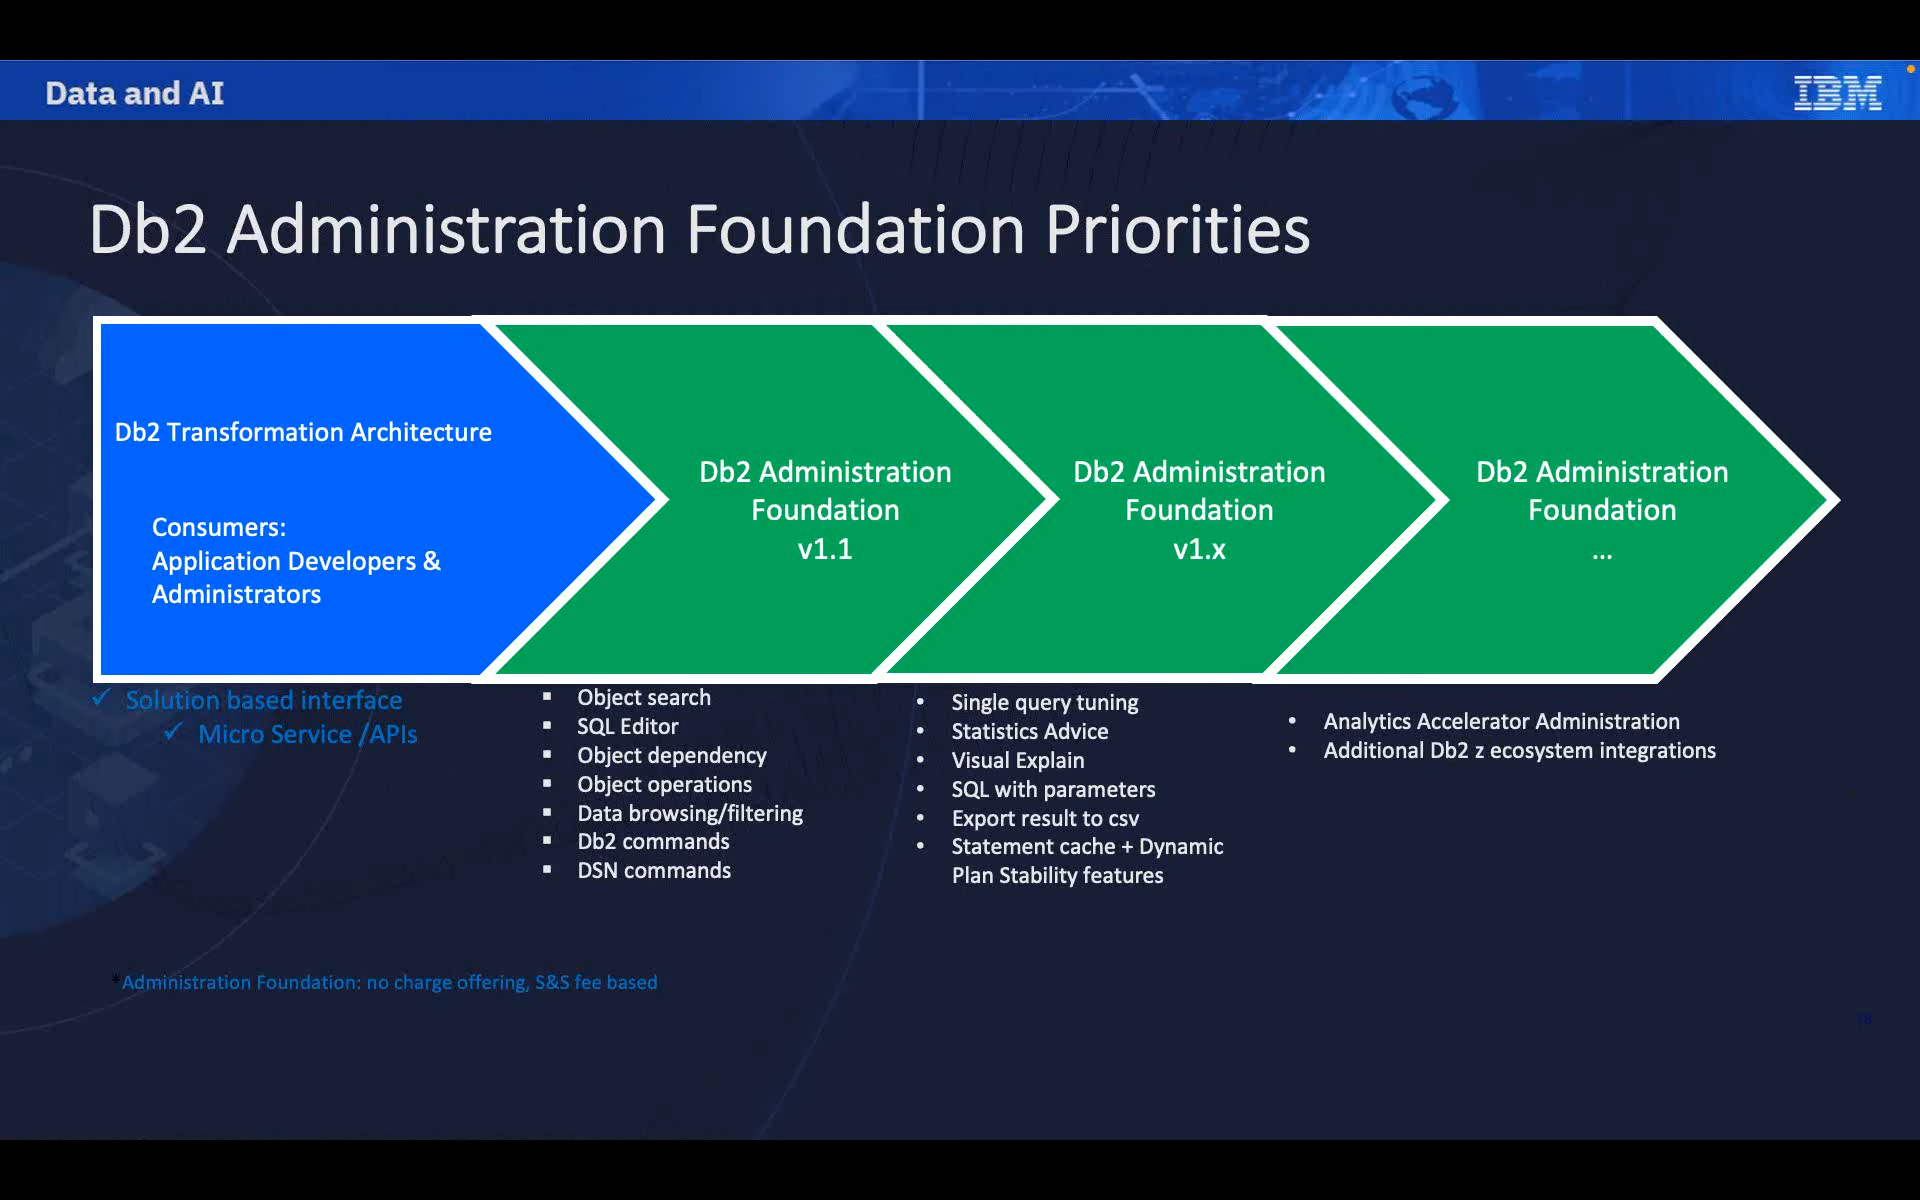 Data and AI
IBM
Db2 Administration Foundation Priorities
Db2 Transformation Architecture
Consumers:
Application Developers &
Administrators
Db2 Administration
Foundation
v1.1
Db2 Administration
Foundation
v1.x
Db2 Administration
Foundation
...
✓ Solution based interface
✓ Micro Service /APIs
▪ Object search
▪ SQL Editor
▪ Object dependency
▪ Object operations
▪ Data browsing/filtering
▪ Db2 commands
▪ DSN commands
• Single query tuning
• Statistics Advice
• Visual Explain
• SQL with parameters
• Export result to csv
• Statement cache + Dynamic
Plan Stability features
• Analytics Accelerator Administration
• Additional Db2 z ecosystem integrations
*Administration Foundation: no charge offering, S&S fee based